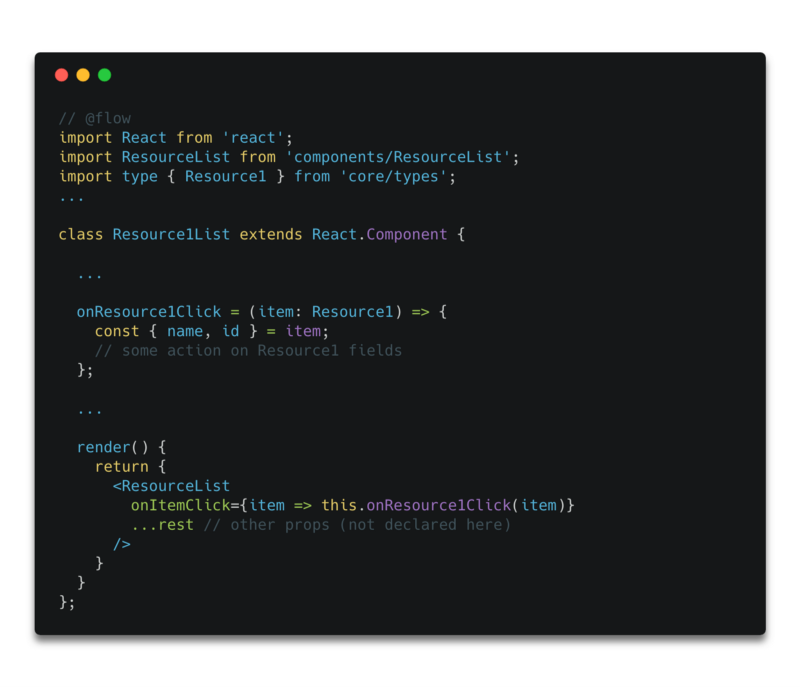 // @flow
import React from 'react';
import ResourceList from 'components/ResourceList';
import type { Resource1 } from 'core/types';
...
class Resource1List extends React.Component {
...
onResource1Click = (item: Resource1) => {
const { name, id } = item;
// some action on Resource1 fields
};
...
render() {
return {
<ResourceList
onItemClick={item => this.onResource1Click(item)}
...rest // other props (not declared here)
/>
}
}
};